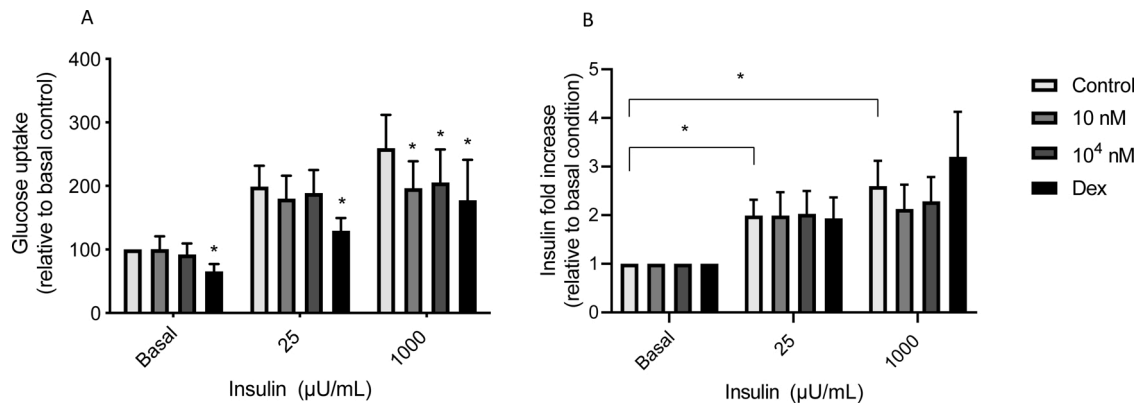 A
Glucose uptake
(relative to basal control)
400
300
200
100
0
*
*
*
*
*
Basal
25
1000
Insulin (µU/mL)
B
Insulin fold increase
(relative to basal condition)
5
4
3
2
1
0
*
*
Basal
25
1000
Insulin (µU/mL)
Control
10 nM
10⁴ nM
Dex